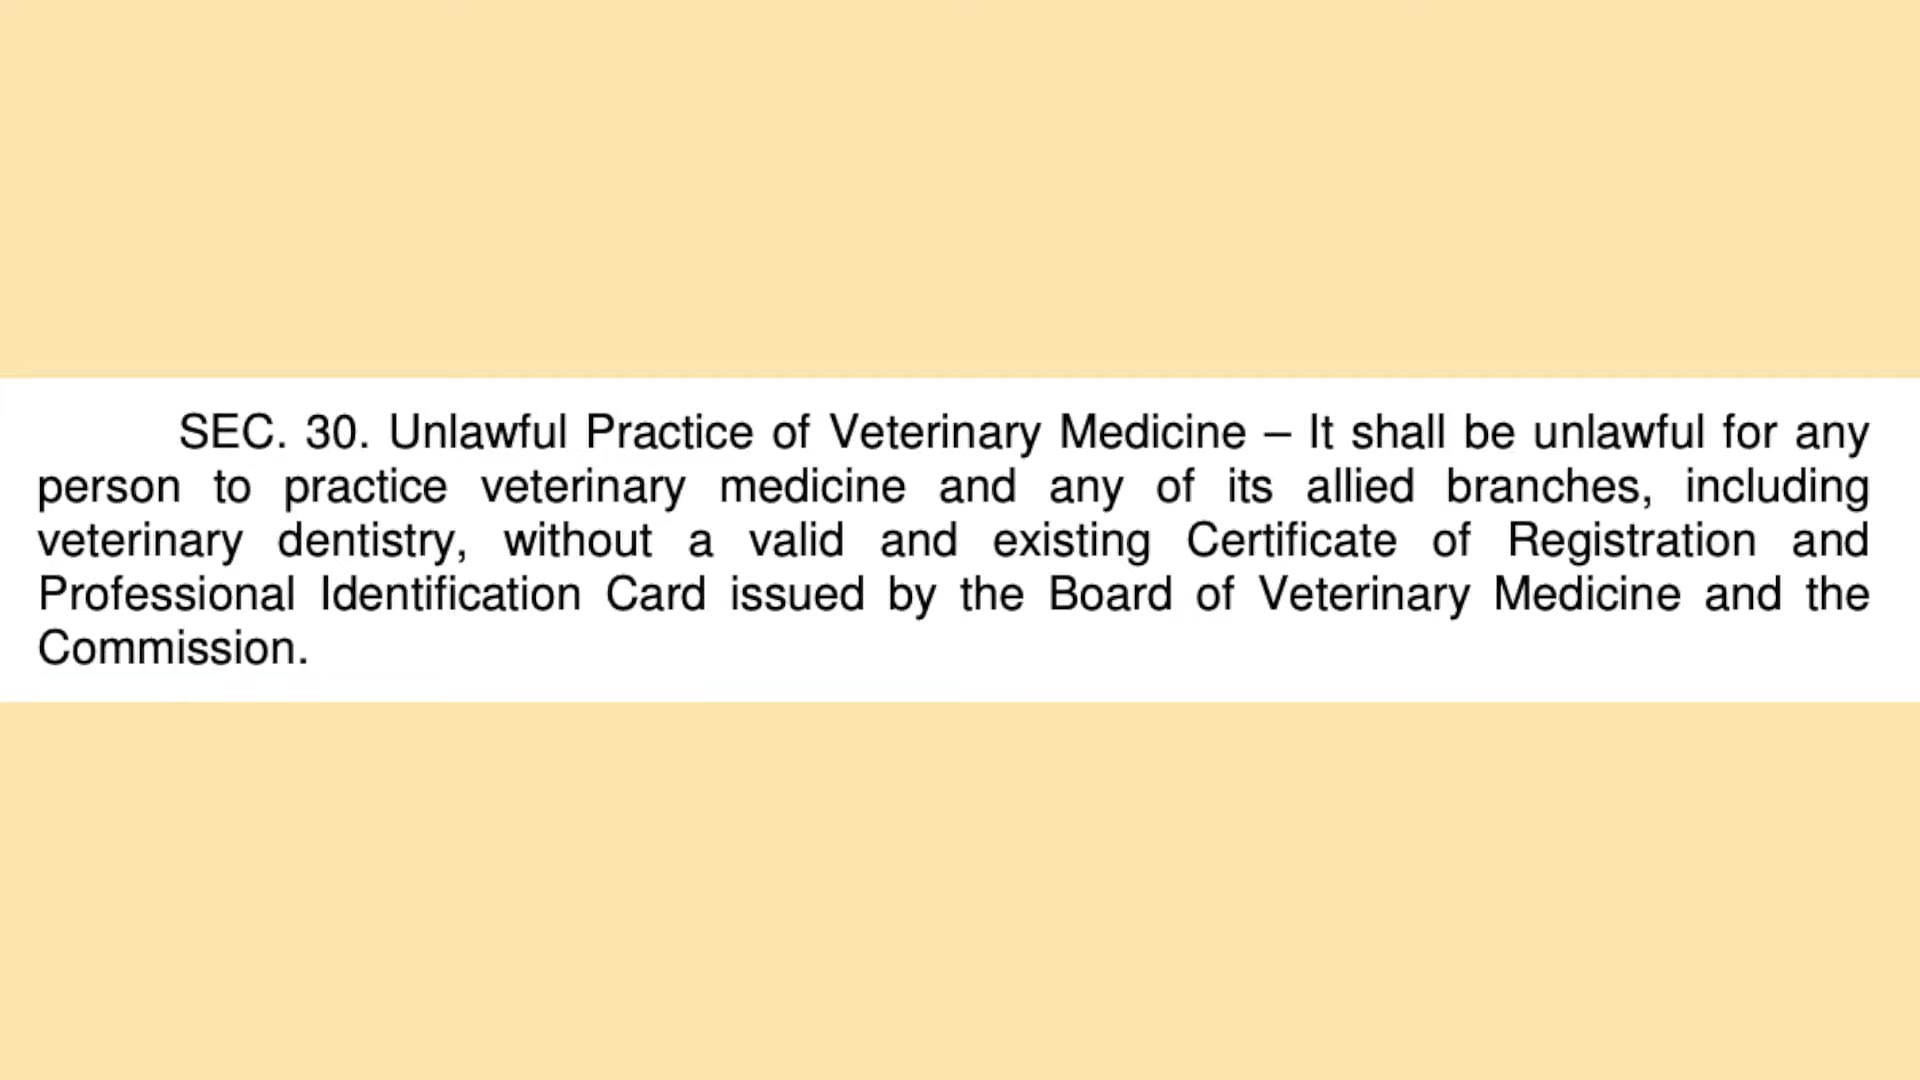 SEC. 30. Unlawful Practice of Veterinary Medicine – It shall be unlawful for any
person to practice veterinary medicine and any of its allied branches, including
veterinary dentistry, without a valid and existing Certificate of Registration and
Professional Identification Card issued by the Board of Veterinary Medicine and the
Commission.